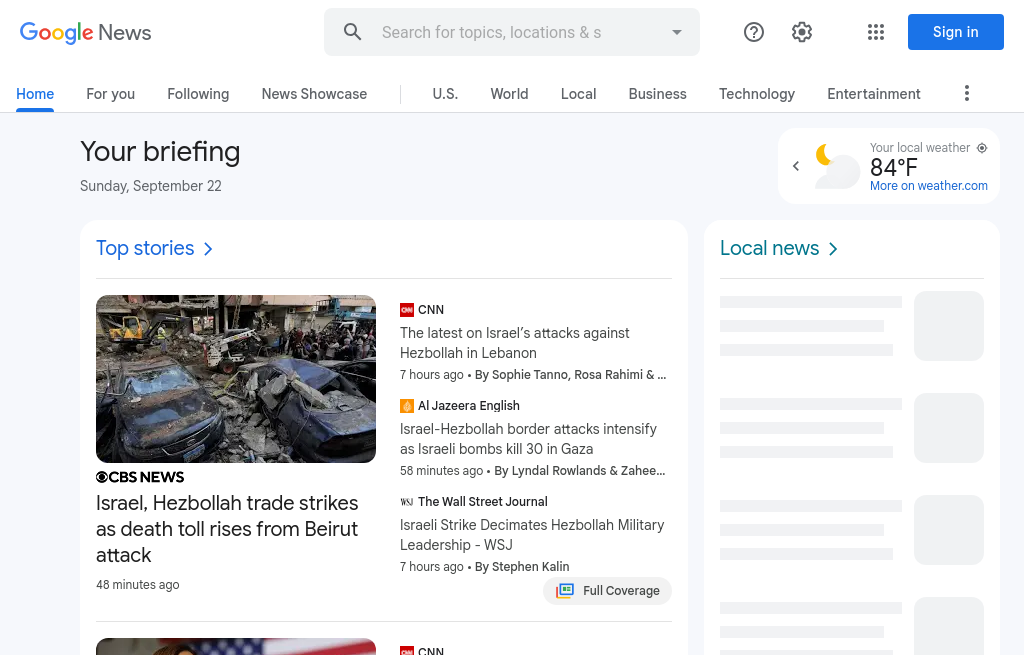 Google News
Search for topics, locations & s
Sign in
Home
For you
Following
News Showcase
U.S.
World
Local
Business
Technology
Entertainment
Your briefing
Sunday, September 22
Your local weather
84°F
More on weather.com
Top stories
CBS NEWS
Israel, Hezbollah trade strikes
as death toll rises from Beirut
attack
48 minutes ago
CNN
The latest on Israel’s attacks against
Hezbollah in Lebanon
7 hours ago • By Sophie Tanno, Rosa Rahimi & ...
Al Jazeera English
Israel-Hezbollah border attacks intensify
as Israeli bombs kill 30 in Gaza
58 minutes ago • By Lyndal Rowlands & Zahee...
WSJ The Wall Street Journal
Israeli Strike Decimates Hezbollah Military
Leadership - WSJ
7 hours ago • By Stephen Kalin
Full Coverage
CNN
Local news